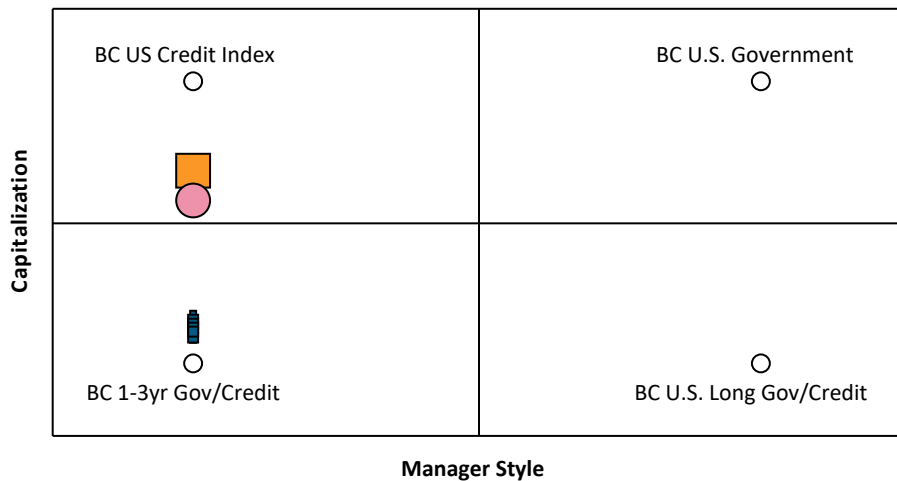 BC US Credit Index
BC U.S. Government
Capitalization
BC 1-3yr Gov/Credit
BC U.S. Long Gov/Credit
Manager Style